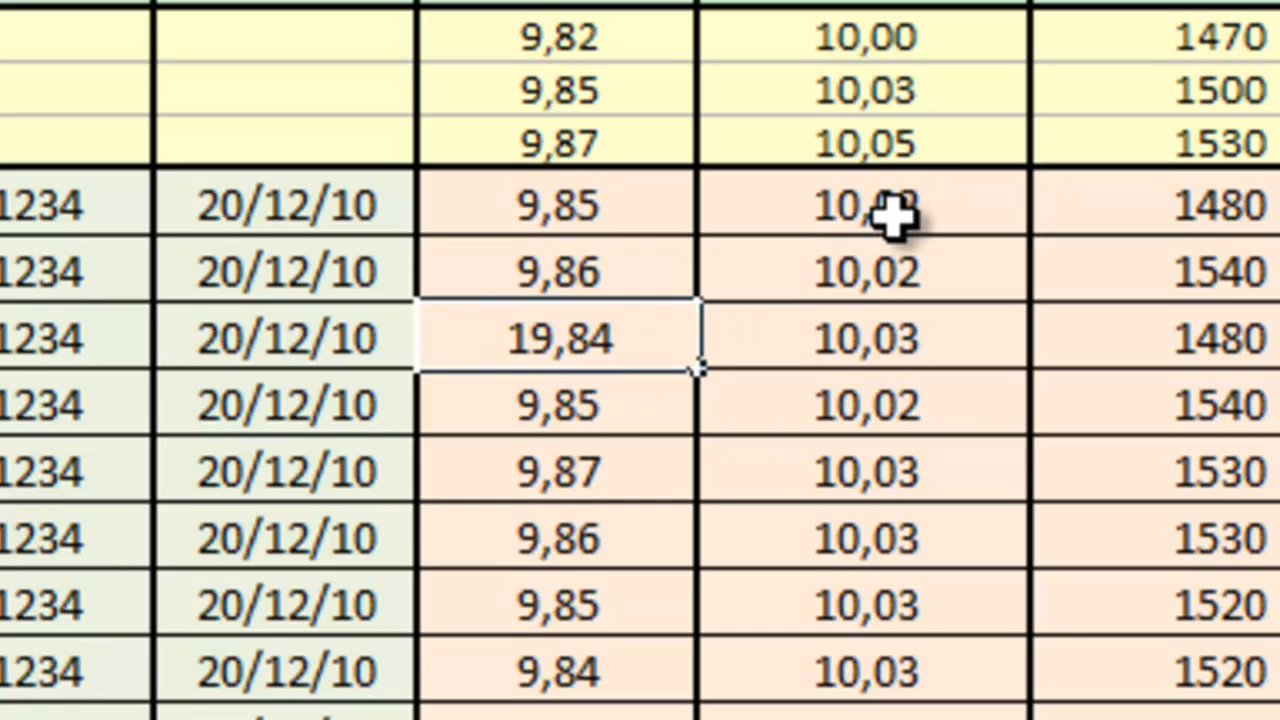 9,82 10,00 1470
9,85 10,03 1500
9,87 10,05 1530
1234 20/12/10 9,85 1480
1234 20/12/10 9,86 10,02 1540
1234 20/12/10 19,84 10,03 1480
1234 20/12/10 9,85 10,02 1540
1234 20/12/10 9,87 10,03 1530
1234 20/12/10 9,86 10,03 1530
1234 20/12/10 9,85 10,03 1520
1234 20/12/10 9,84 10,03 1520